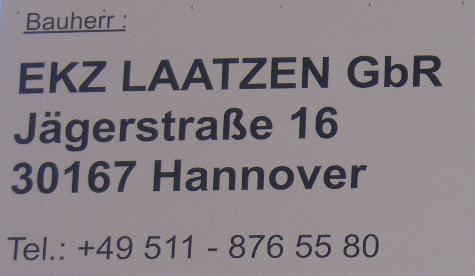 Bauherr :
EKZ LAATZEN GbR
Jägerstraße 16
30167 Hannover
Tel.: +49 511 - 876 55 80